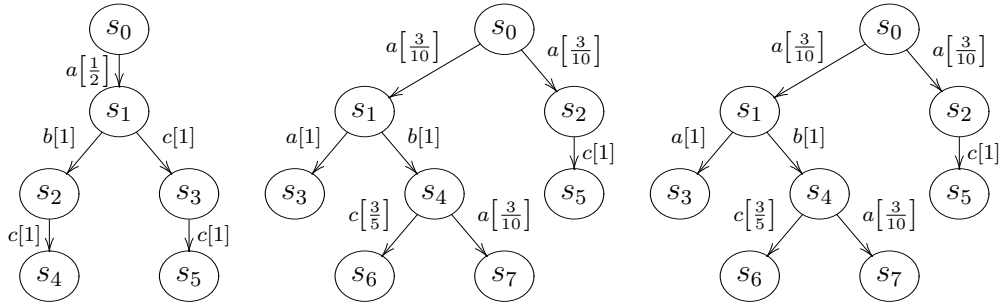 s₀ s₀ s₀
a[1/2] a[3/10] a[3/10] a[3/10] a[3/10]
s₁ s₁ s₂ s₁ s₂
b[1] c[1] a[1] b[1] c[1] a[1] b[1] c[1]
s₂ s₃ s₃ s₄ s₅ s₃ s₄ s₅
c[1] c[1] c[3/5] a[3/10] c[3/5] a[3/10]
s₄ s₅ s₆ s₇ s₆ s₇